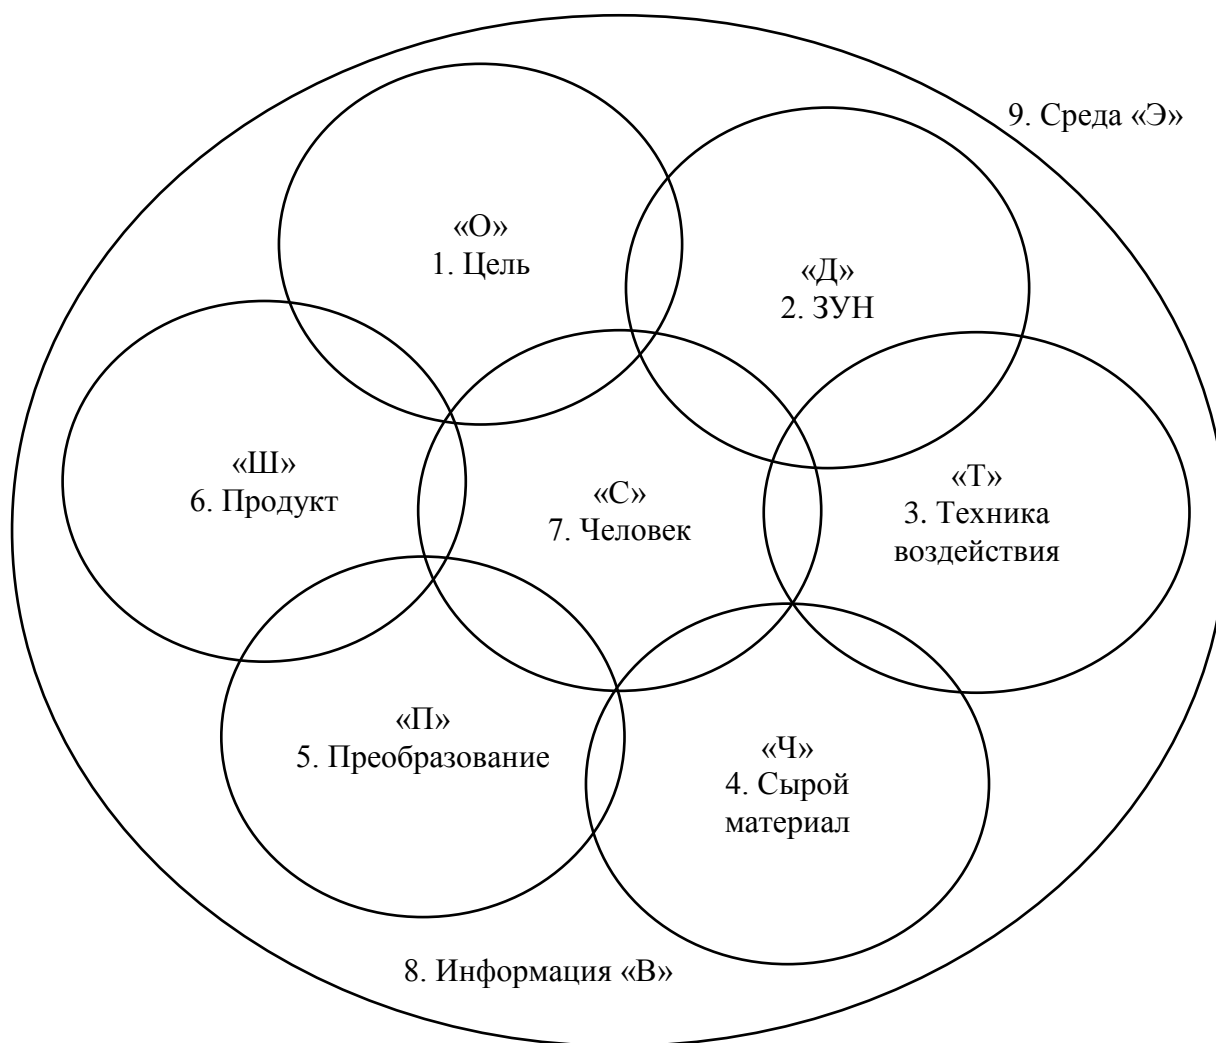 9. Среда «Э»
«О»
1. Цель
«Д»
2. ЗУН
«Ш»
6. Продукт
«С»
7. Человек
«Т»
3. Техника
воздействия
«П»
5. Преобразование
«Ч»
4. Сырой
материал
8. Информация «В»